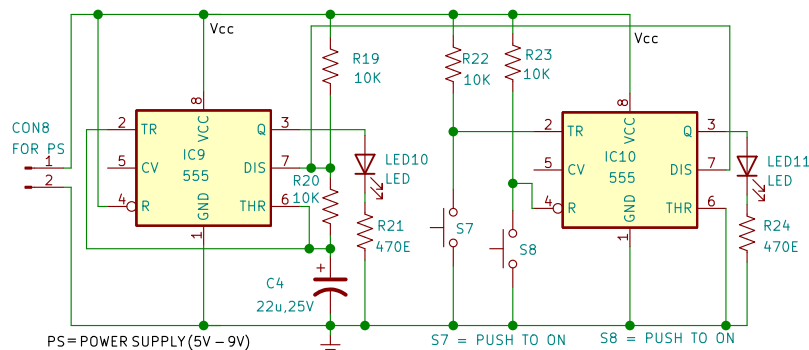 Vcc
R19
10K
R22
10K
R23
10K
Vcc
CON8
FOR PS
1
2
2
TR
8
VCC
Q
3
5
CV
IC9
555
DIS
7
4
R
GND
THR
6
1
R20
10K
LED10
LED
R21
470E
C4
+
22u,25V
S7
S8
2
TR
8
VCC
Q
3
5
CV
IC10
555
DIS
7
4
R
GND
THR
6
1
LED11
LED
R24
470E
PS=POWER SUPPLY(5V-9V)
S7 = PUSH TO ON
S8 = PUSH TO ON